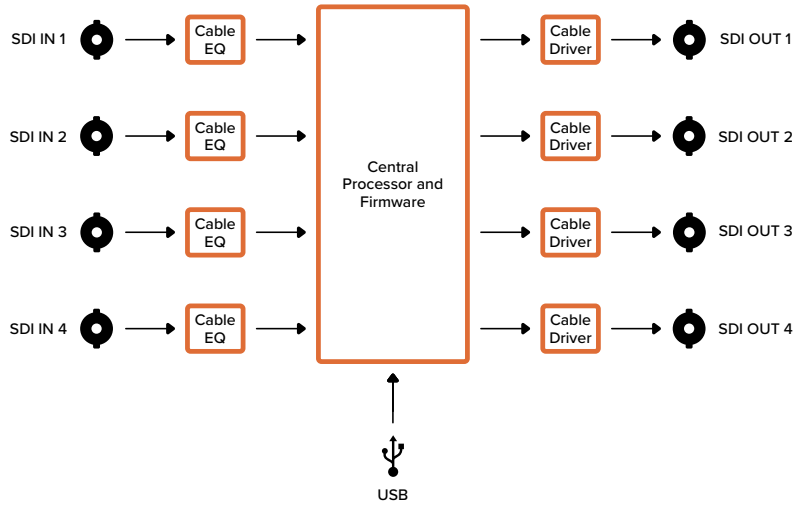 SDI IN 1
Cable
EQ
Cable
Driver
SDI OUT 1
SDI IN 2
Cable
EQ
Cable
Driver
SDI OUT 2
Central
Processor and
Firmware
SDI IN 3
Cable
EQ
Cable
Driver
SDI OUT 3
SDI IN 4
Cable
EQ
Cable
Driver
SDI OUT 4
USB